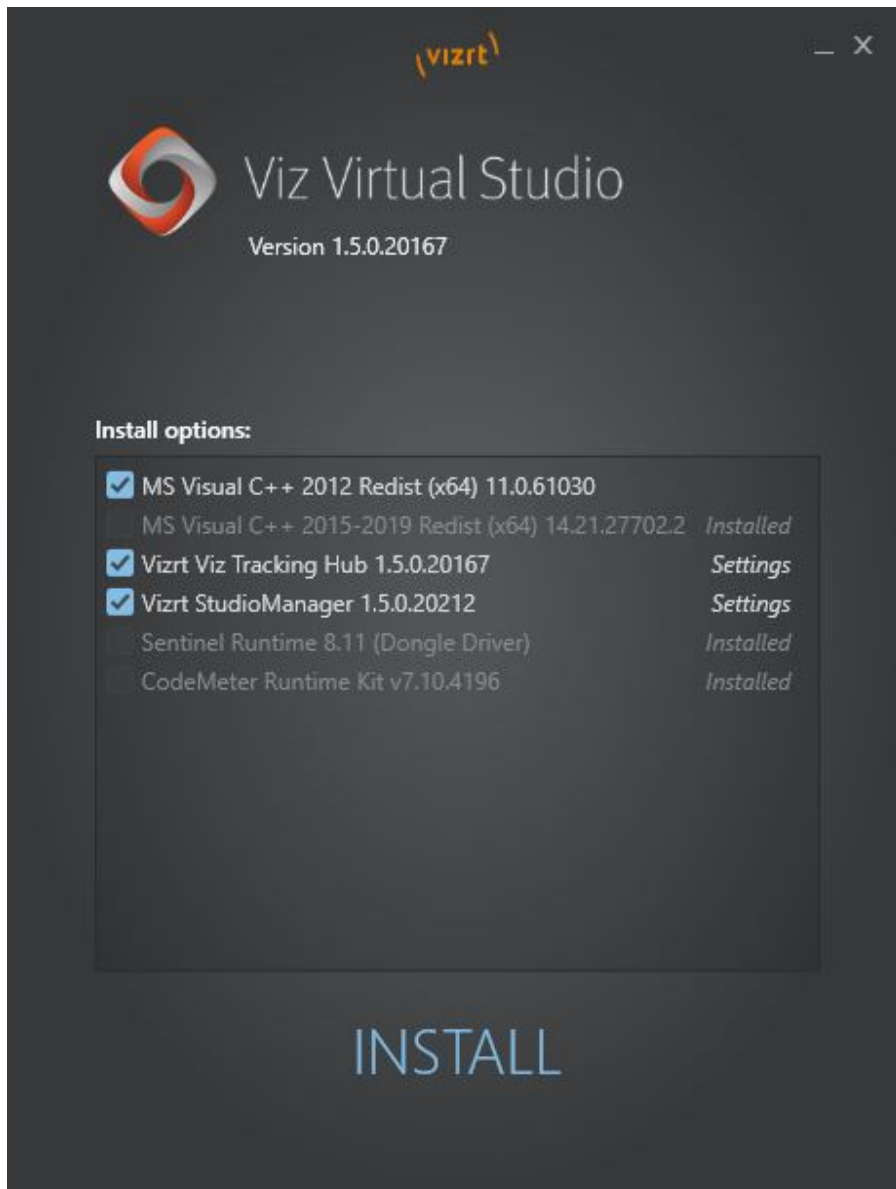 vizrt
Viz Virtual Studio
Version 1.5.0.20167
Install options:
MS Visual C++ 2012 Redist (x64) 11.0.61030
MS Visual C++ 2015-2019 Redist (x64) 14.21.27702.2 Installed
Vizrt Viz Tracking Hub 1.5.0.20167 Settings
Vizrt StudioManager 1.5.0.20212 Settings
Sentinel Runtime 8.11 (Dongle Driver) Installed
CodeMeter Runtime Kit v7.10.4196 Installed
INSTALL